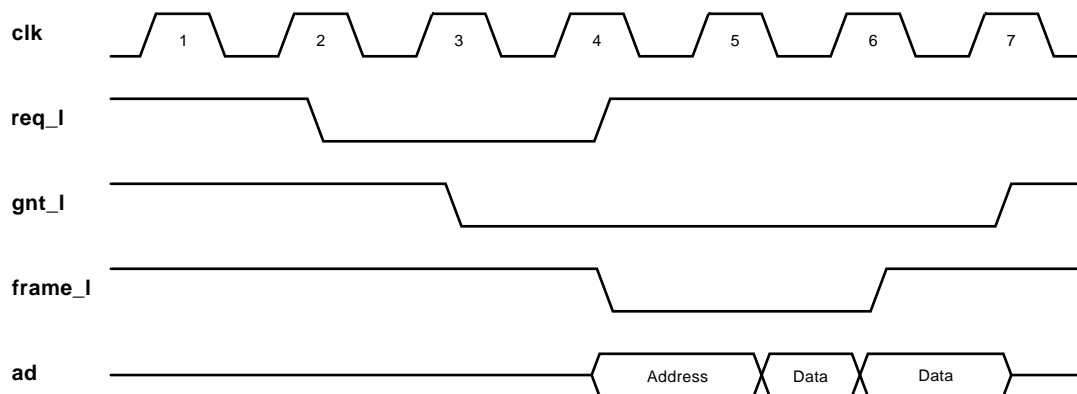 clk
1 2 3 4 5 6 7
req_l
gnt_l
frame_l
ad Address Data Data